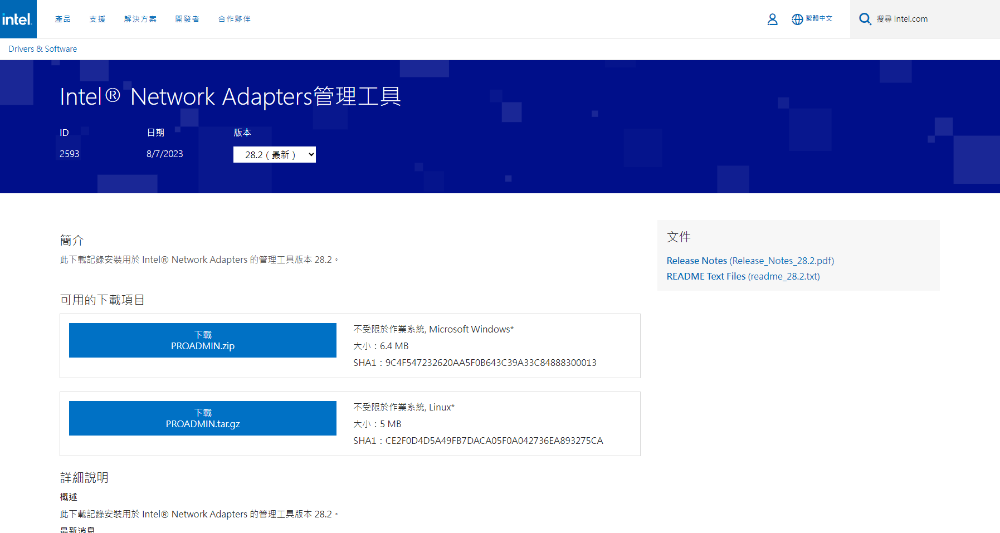 intel.
產品
支援
解決方案
開發者
合作夥伴
繁體中文
搜尋 Intel.com
Drivers & Software
Intel® Network Adapters管理工具
ID
日期
版本
2593
8/7/2023
28.2（最新）
簡介
此下載記錄安裝用於 Intel® Network Adapters 的管理工具版本 28.2。
文件
Release Notes (Release_Notes_28.2.pdf)
README Text Files (readme_28.2.txt)
可用的下載項目
下載
PROADMIN.zip
不受限於作業系統, Microsoft Windows*
大小：6.4 MB
SHA1：9C4F547232620AA5F0B643C39A33C84888300013
下載
PROADMIN.tar.gz
不受限於作業系統, Linux*
大小：5 MB
SHA1：CE2F0D4D5A49FB7DACA05F0A042736EA893275CA
詳細說明
概述
此下載記錄安裝用於 Intel® Network Adapters 的管理工具版本 28.2。
最新消息